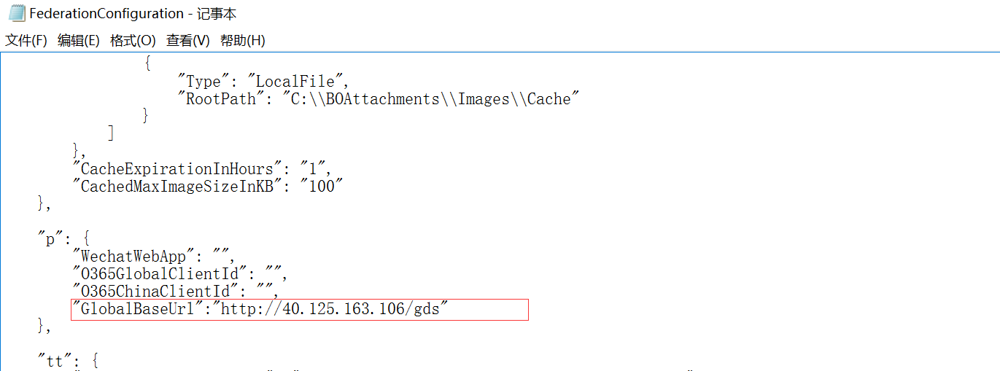 FederationConfiguration - 记事本
文件(F) 编辑(E) 格式(O) 查看(V) 帮助(H)
{
"Type": "LocalFile",
"RootPath": "C:\\BOAttachments\\Images\\Cache"
}
]
},
"CacheExpirationInHours": "1",
"CachedMaxImageSizeInKB": "100"
},
"p": {
"WechatWebApp": "",
"O365GlobalClientId": "",
"O365ChinaClientId": "",
"GlobalBaseUrl":"http://40.125.163.106/gds"
},
"tt": {